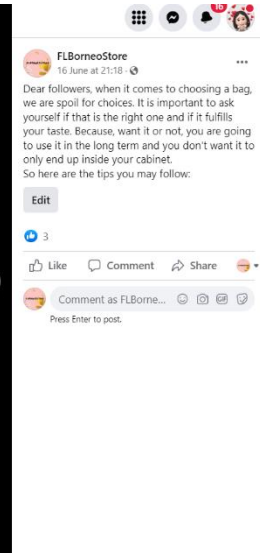 16
FLBorneoStore
16 June at 21:18 ·
Dear followers, when it comes to choosing a bag,
we are spoil for choices. It is important to ask
yourself if that is the right one and if it fulfills
your taste. Because, want it or not, you are going
to use it in the long term and you don't want it to
only end up inside your cabinet.
So here are the tips you may follow:
Edit
3
Like Comment Share
Comment as FLBorne... GIF
Press Enter to post.